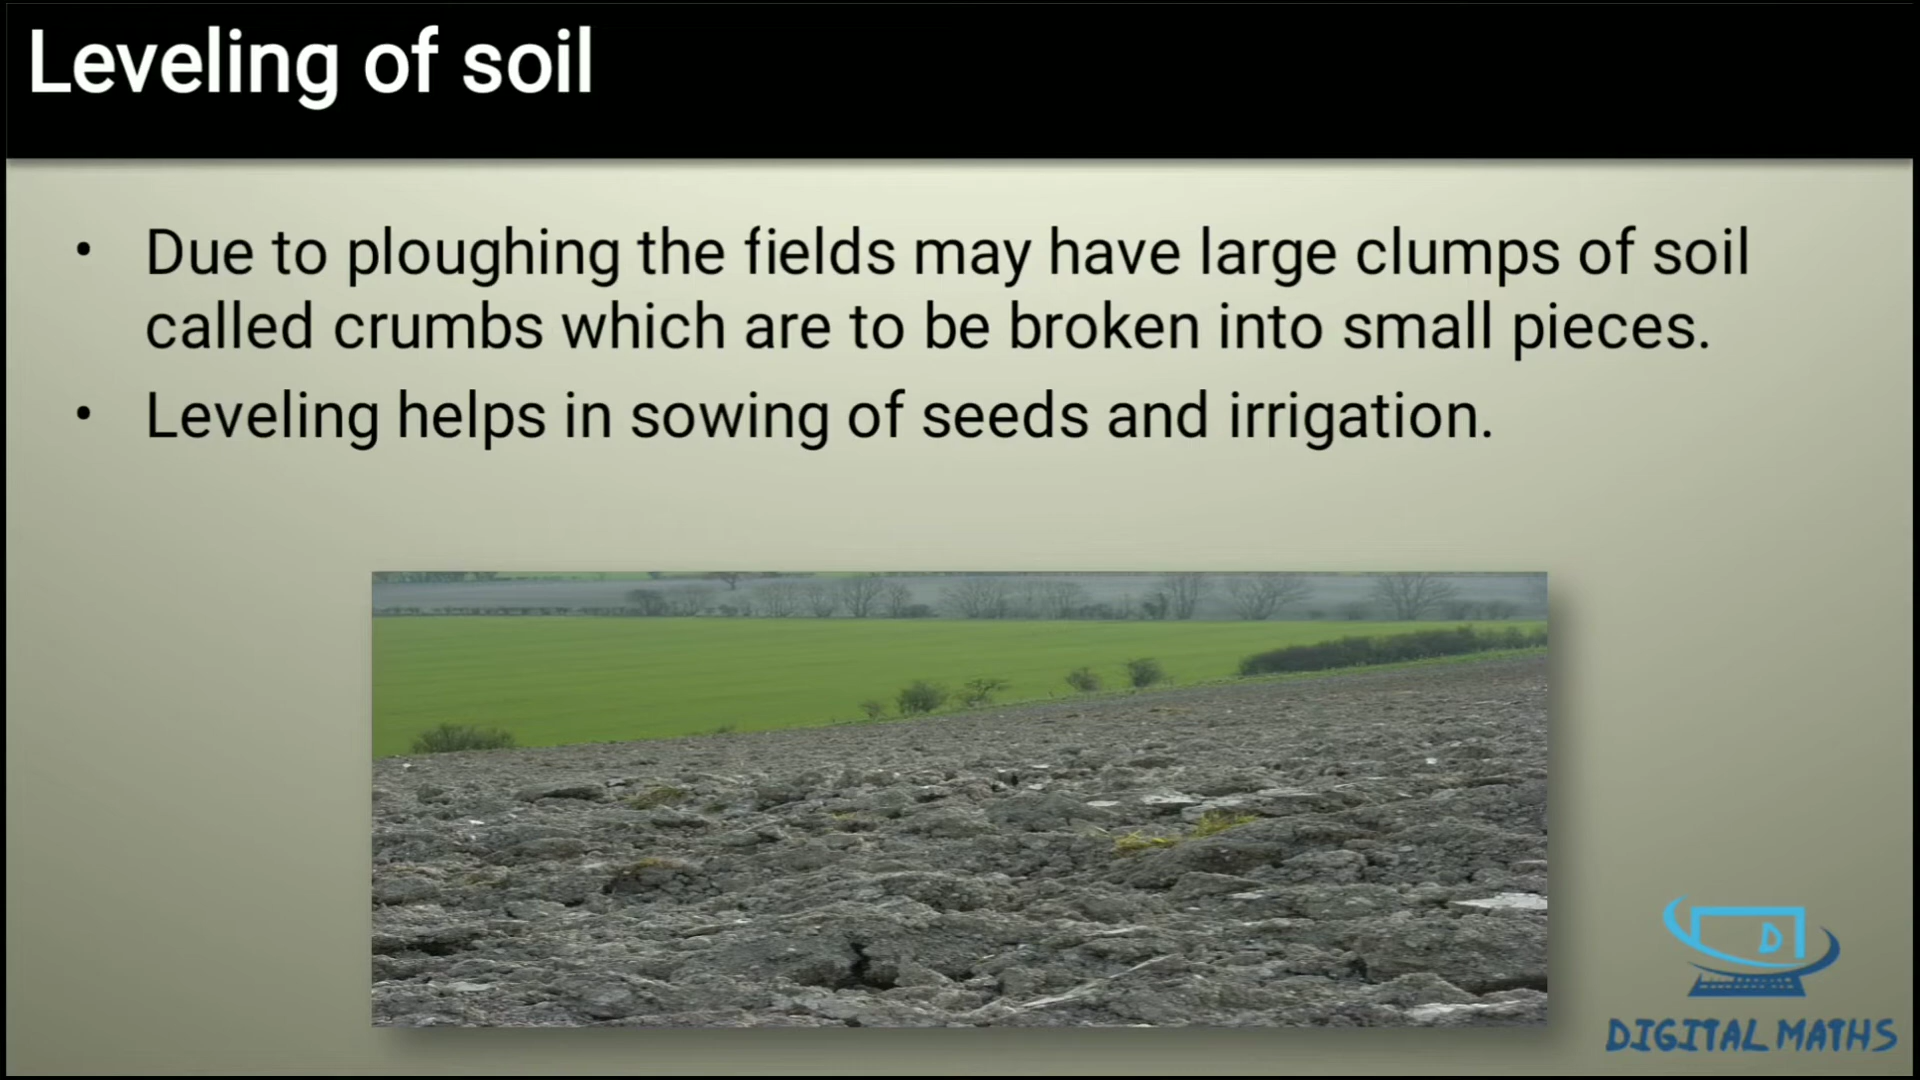 Leveling of soil
• Due to ploughing the fields may have large clumps of soil
called crumbs which are to be broken into small pieces.
• Leveling helps in sowing of seeds and irrigation.
D
DIGITAL MATHS